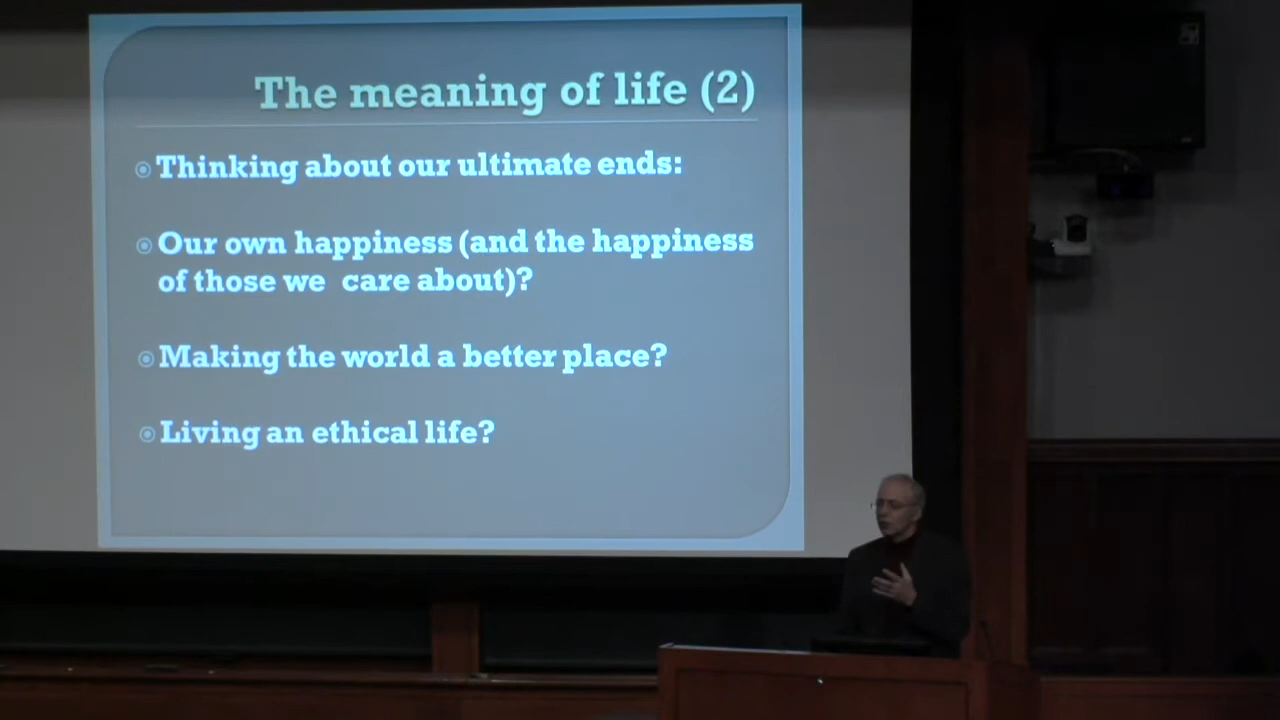 The meaning of life (2)
Thinking about our ultimate ends:
Our own happiness (and the happiness
of those we care about)?
Making the world a better place?
Living an ethical life?